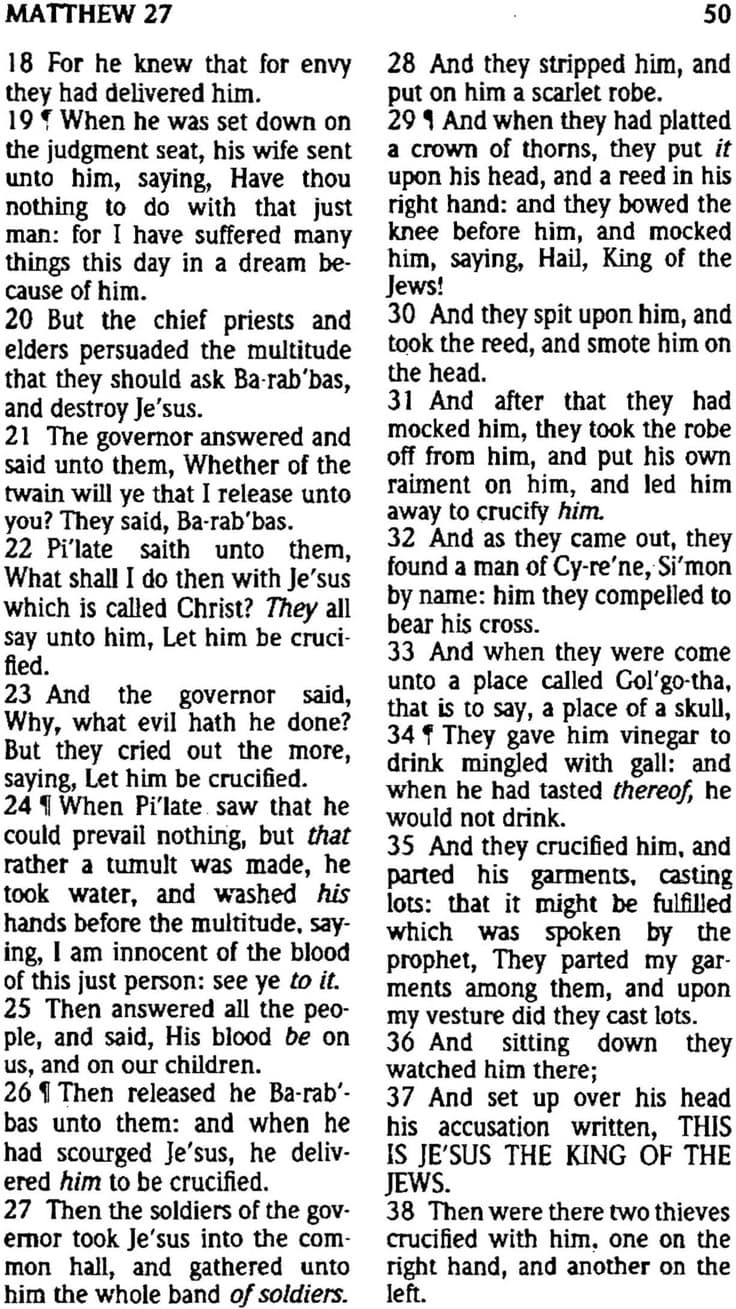 MATTHEW 27
50
18 For he knew that for envy
they had delivered him.
19 ¶ When he was set down on
the judgment seat, his wife sent
unto him, saying, Have thou
nothing to do with that just
man: for I have suffered many
things this day in a dream be-
cause of him.
20 But the chief priests and
elders persuaded the multitude
that they should ask Ba-rab'bas,
and destroy Je'sus.
21 The governor answered and
said unto them, Whether of the
twain will ye that I release unto
you? They said, Ba-rab'bas.
22 Pi'late saith unto them,
What shall I do then with Je'sus
which is called Christ? They all
say unto him, Let him be cruci-
fied.
23 And the governor said,
Why, what evil hath he done?
But they cried out the more,
saying, Let him be crucified.
24 ¶ When Pi'late saw that he
could prevail nothing, but that
rather a tumult was made, he
took water, and washed his
hands before the multitude, say-
ing, I am innocent of the blood
of this just person: see ye to it.
25 Then answered all the peo-
ple, and said, His blood be on
us, and on our children.
26 ¶ Then released he Ba-rab'-
bas unto them: and when he
had scourged Je'sus, he deliv-
ered him to be crucified.
27 Then the soldiers of the gov-
ernor took Je'sus into the com-
mon hall, and gathered unto
him the whole band of soldiers.
28 And they stripped him, and
put on him a scarlet robe.
29 ¶ And when they had platted
a crown of thorns, they put it
upon his head, and a reed in his
right hand: and they bowed the
knee before him, and mocked
him, saying, Hail, King of the
Jews!
30 And they spit upon him, and
took the reed, and smote him on
the head.
31 And after that they had
mocked him, they took the robe
off from him, and put his own
raiment on him, and led him
away to crucify him.
32 And as they came out, they
found a man of Cy-re'ne, Si'mon
by name: him they compelled to
bear his cross.
33 And when they were come
unto a place called Gol'go-tha,
that is to say, a place of a skull,
34 ¶ They gave him vinegar to
drink mingled with gall: and
when he had tasted thereof, he
would not drink.
35 And they crucified him, and
parted his garments, casting
lots: that it might be fulfilled
which was spoken by the
prophet, They parted my gar-
ments among them, and upon
my vesture did they cast lots.
36 And sitting down they
watched him there;
37 And set up over his head
his accusation written, THIS
IS JE'SUS THE KING OF THE
JEWS.
38 Then were there two thieves
crucified with him, one on the
right hand, and another on the
left.